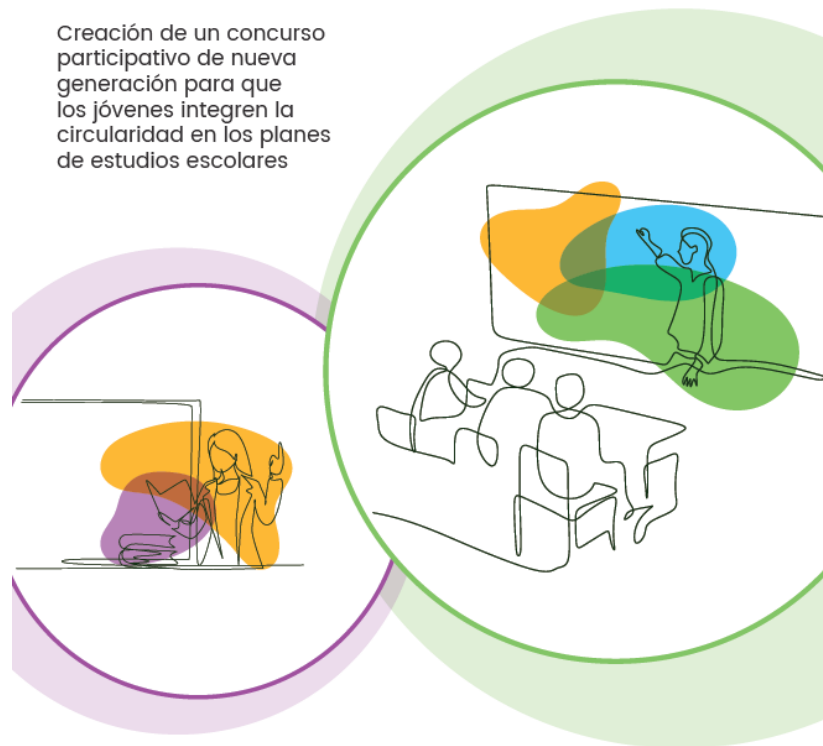 Creación de un concurso
participativo de nueva
generación para que
los jóvenes integren la
circularidad en los planes
de estudios escolares